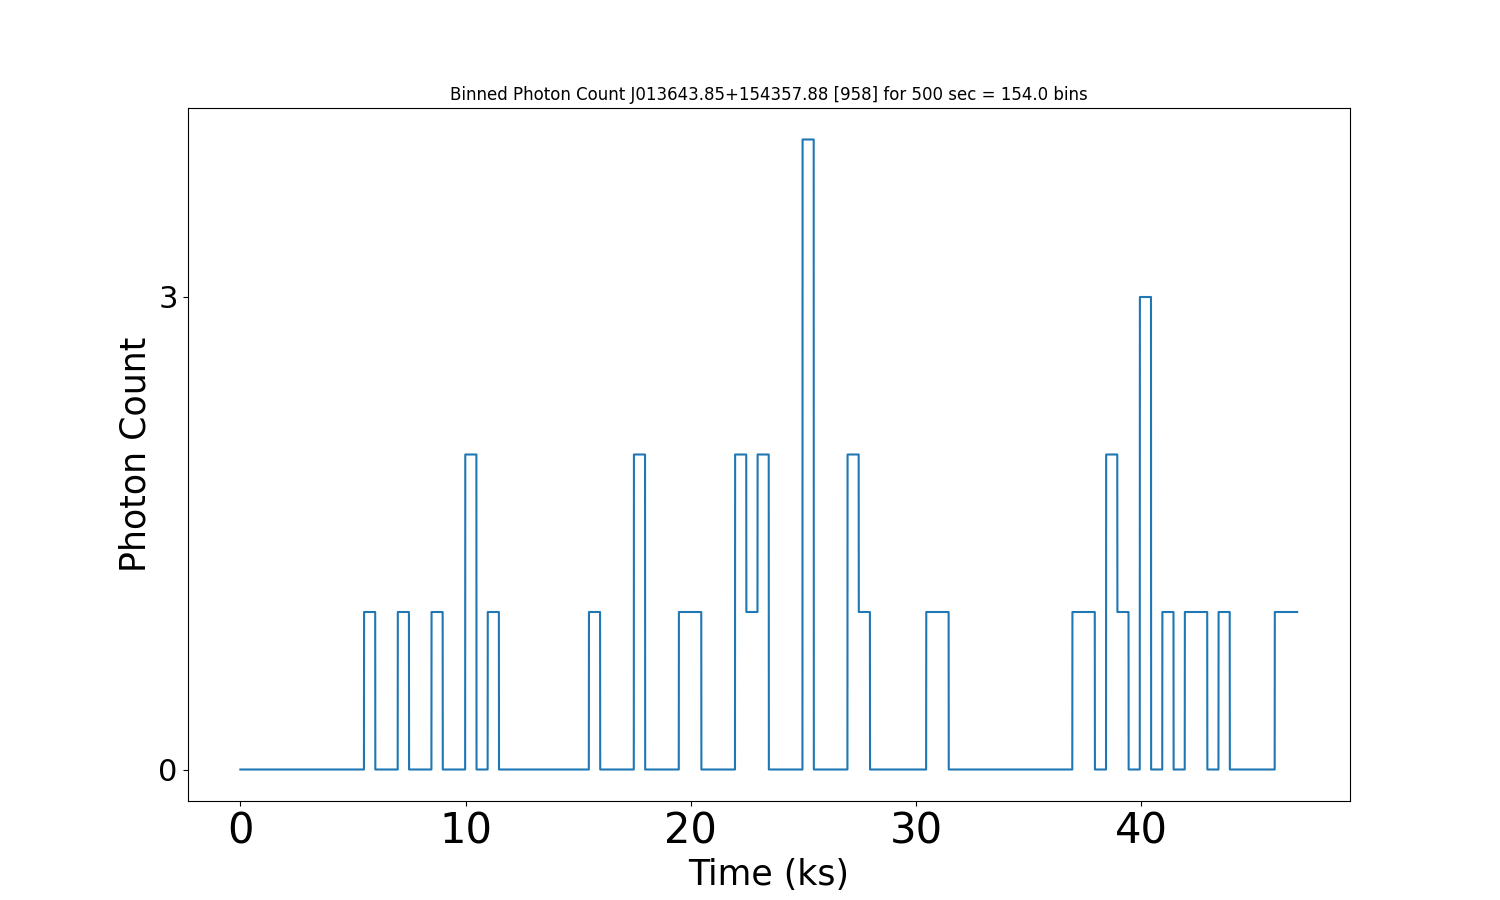 Binned Photon Count J013643.85+154357.88 [958] for 500 sec = 154.0 bins
Photon Count
3
0
0 10 20 30 40
Time (ks)